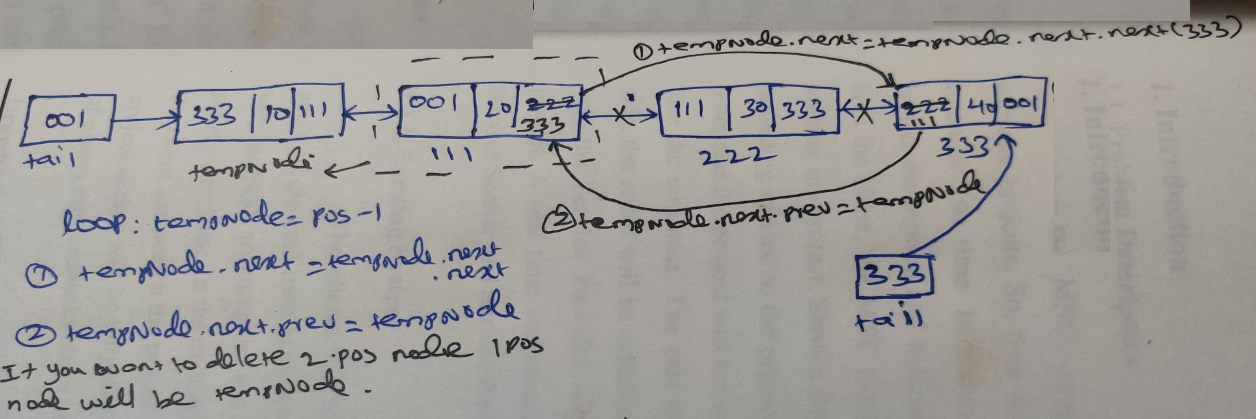 ① tempNode.next = tempNode.next.next(333)
001
333 10 111
001 20 222
333
111 30 333
222 40 001
111
tail
tempNode
111
222
333
② tempNode.next.prev = tempNode
loop: tempNode = pos-1
① tempNode.next = tempNode.next
.next
② tempNode.next.prev = tempNode
333
tail
If you want to delete 2.pos node 1pos
node will be tempNode.